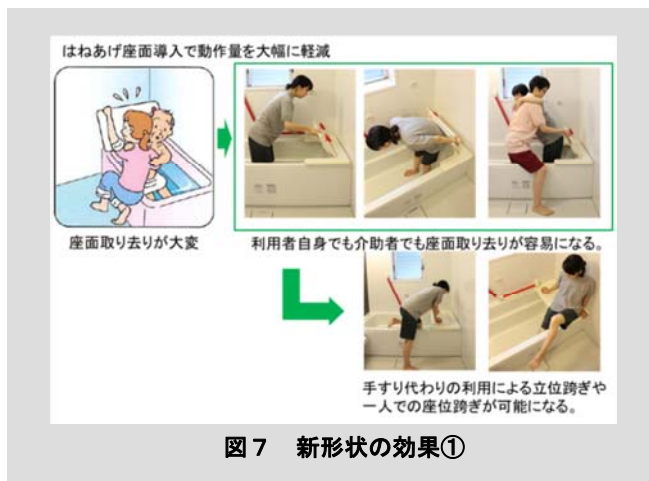 はねあげ座面導入で動作量を大幅に軽減
座面取り去りが大変
利用者自身でも介助者でも座面取り去りが容易になる。
手すり代わりの利用による立位跨ぎや
一人での座位跨ぎが可能になる。
図７　新形状の効果①